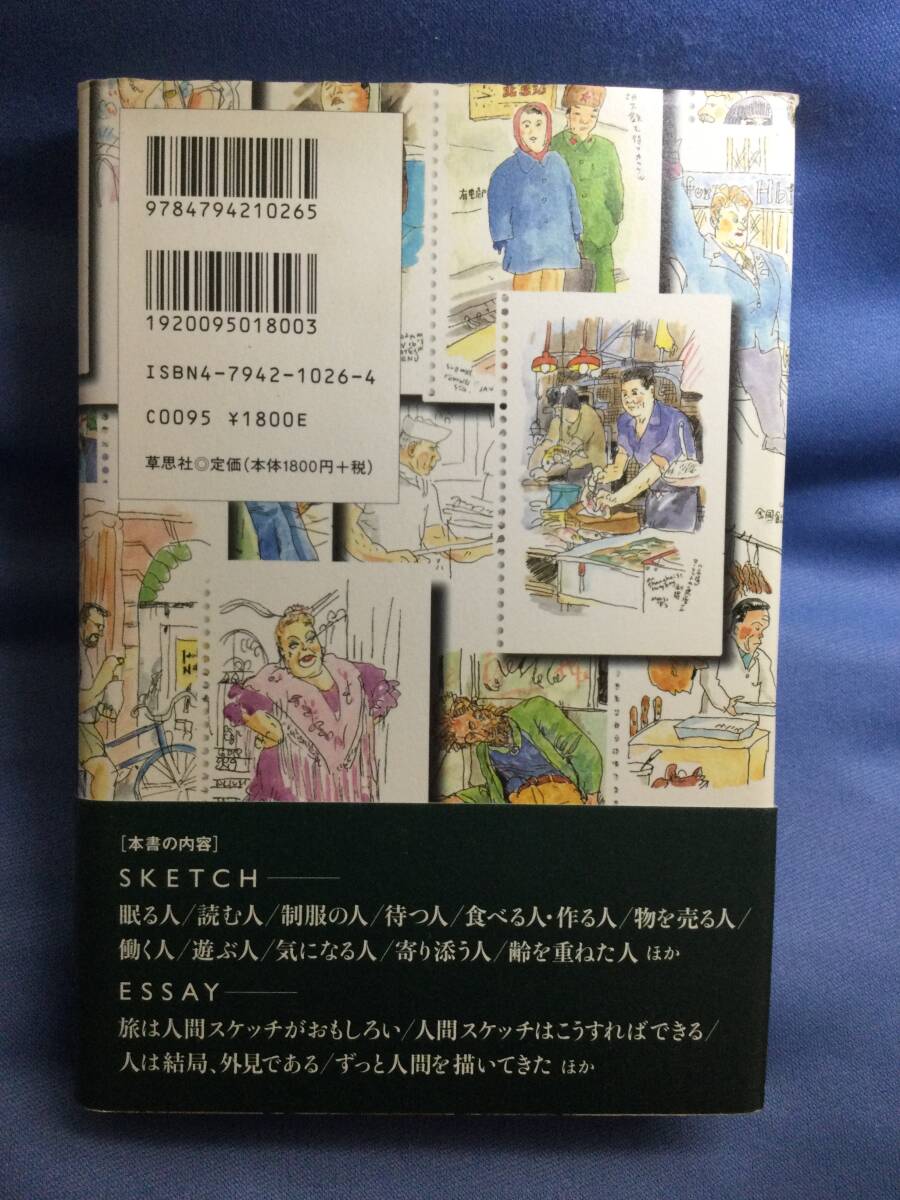 9784794210265
1920095018003
ISBN4-7942-1026-4
C0095 ¥1800E
草思社◎定価(本体1800円+税)
[本書の内容]
SKETCH
眠る人/読む人/制服の人/待つ人/食べる人・作る人/物を売る人/
働く人/遊ぶ人/気になる人/寄り添う人/齢を重ねた人 ほか
ESSAY
旅は人間スケッチがおもしろい/人間スケッチはこうすればできる/
人は結局、外見である/ずっと人間を描いてきた ほか